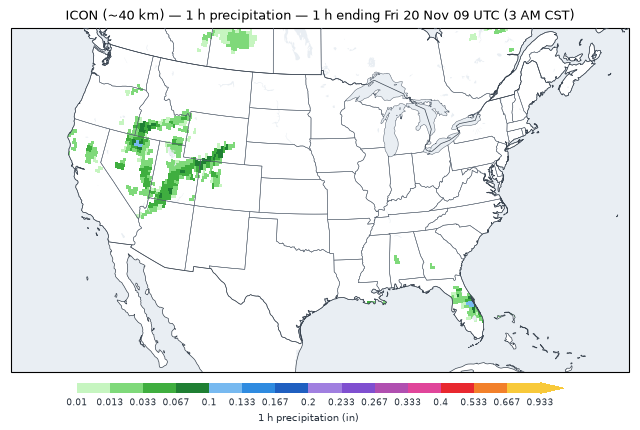 ICON (~40 km) — 1 h precipitation — 1 h ending Fri 20 Nov 09 UTC (3 AM CST)
0.01 0.013 0.033 0.067 0.1 0.133 0.167 0.2 0.233 0.267 0.333 0.4 0.533 0.667 0.933
1 h precipitation (in)